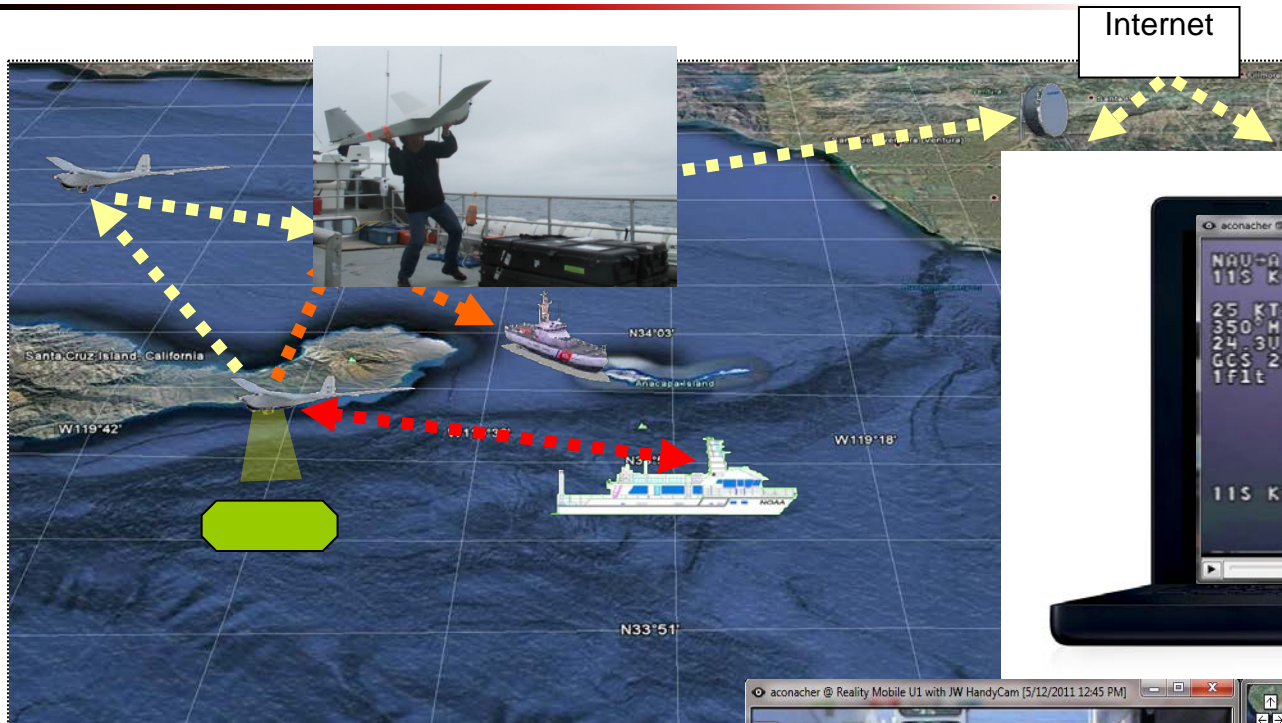 Internet
N34°03'
Santa Cruz Island, California
Anacapa Island
W119°42'
W119°18'
NOAA
N33°51'
aconacher
NAV→A
11S K
25 KT
350°M
24.3V
GCS 2
1flt
11S K
aconacher @ Reality Mobile U1 with JW HandyCam [5/12/2011 12:45 PM]